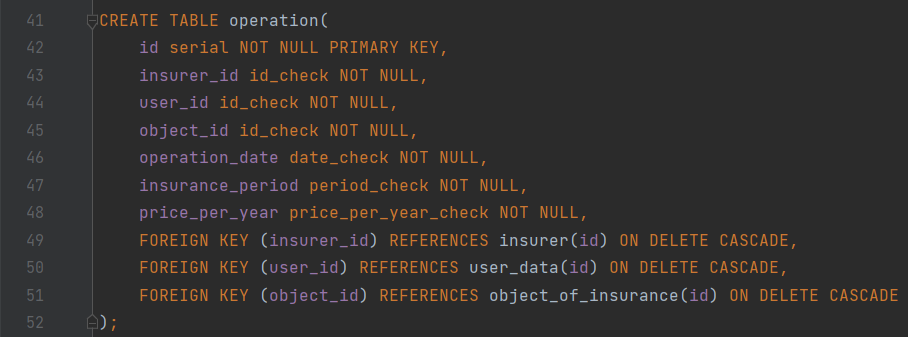 41 CREATE TABLE operation(
42 id serial NOT NULL PRIMARY KEY,
43 insurer_id id_check NOT NULL,
44 user_id id_check NOT NULL,
45 object_id id_check NOT NULL,
46 operation_date date_check NOT NULL,
47 insurance_period period_check NOT NULL,
48 price_per_year price_per_year_check NOT NULL,
49 FOREIGN KEY (insurer_id) REFERENCES insurer(id) ON DELETE CASCADE,
50 FOREIGN KEY (user_id) REFERENCES user_data(id) ON DELETE CASCADE,
51 FOREIGN KEY (object_id) REFERENCES object_of_insurance(id) ON DELETE CASCADE
52 );